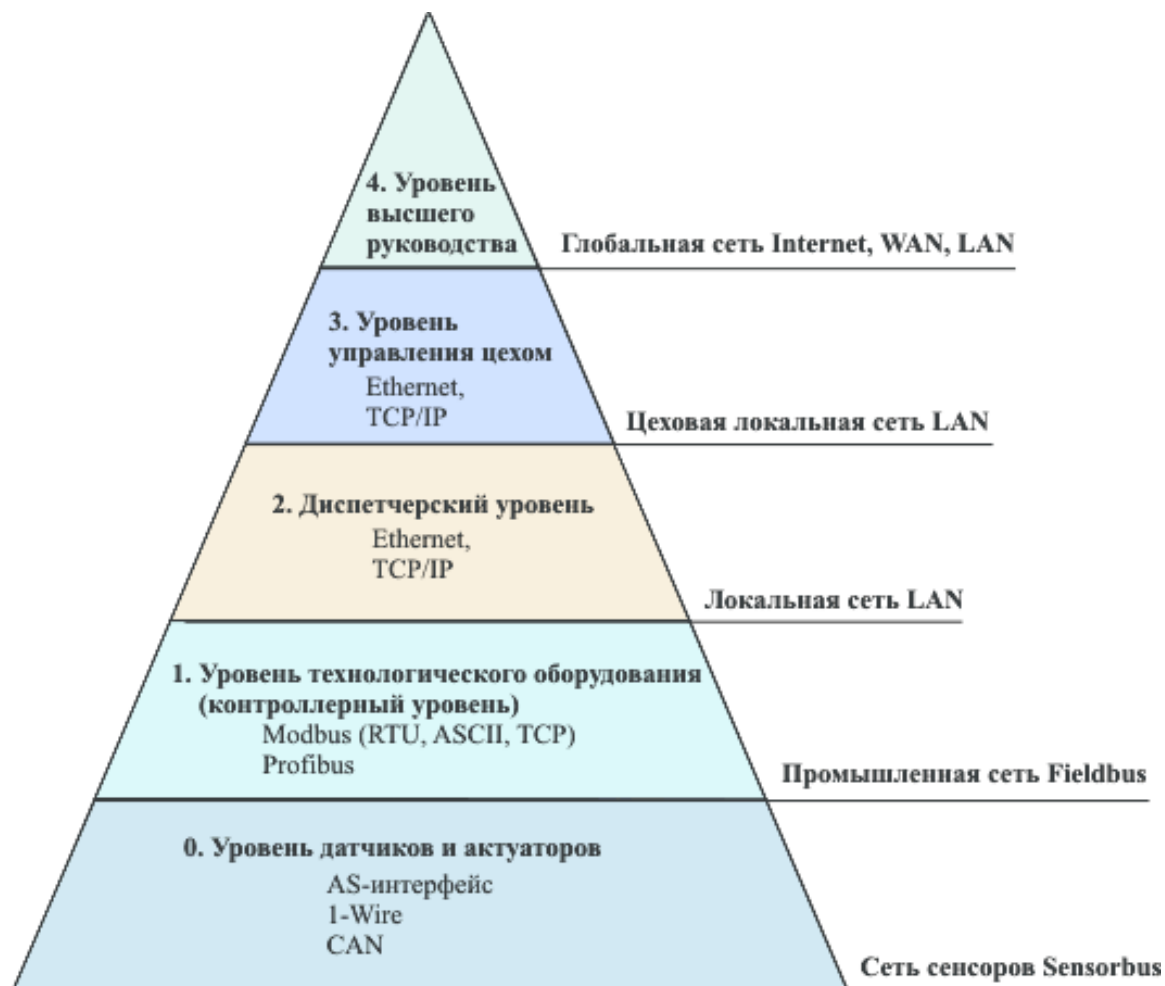 4. Уровень
высшего
руководства
Глобальная сеть Internet, WAN, LAN
3. Уровень
управления цехом
Ethernet,
TCP/IP
Цеховая локальная сеть LAN
2. Диспетчерский уровень
Ethernet,
TCP/IP
Локальная сеть LAN
1. Уровень технологического оборудования
(контроллерный уровень)
Modbus (RTU, ASCII, TCP)
Profibus
Промышленная сеть Fieldbus
0. Уровень датчиков и актуаторов
AS-интерфейс
1-Wire
CAN
Сеть сенсоров Sensorbus